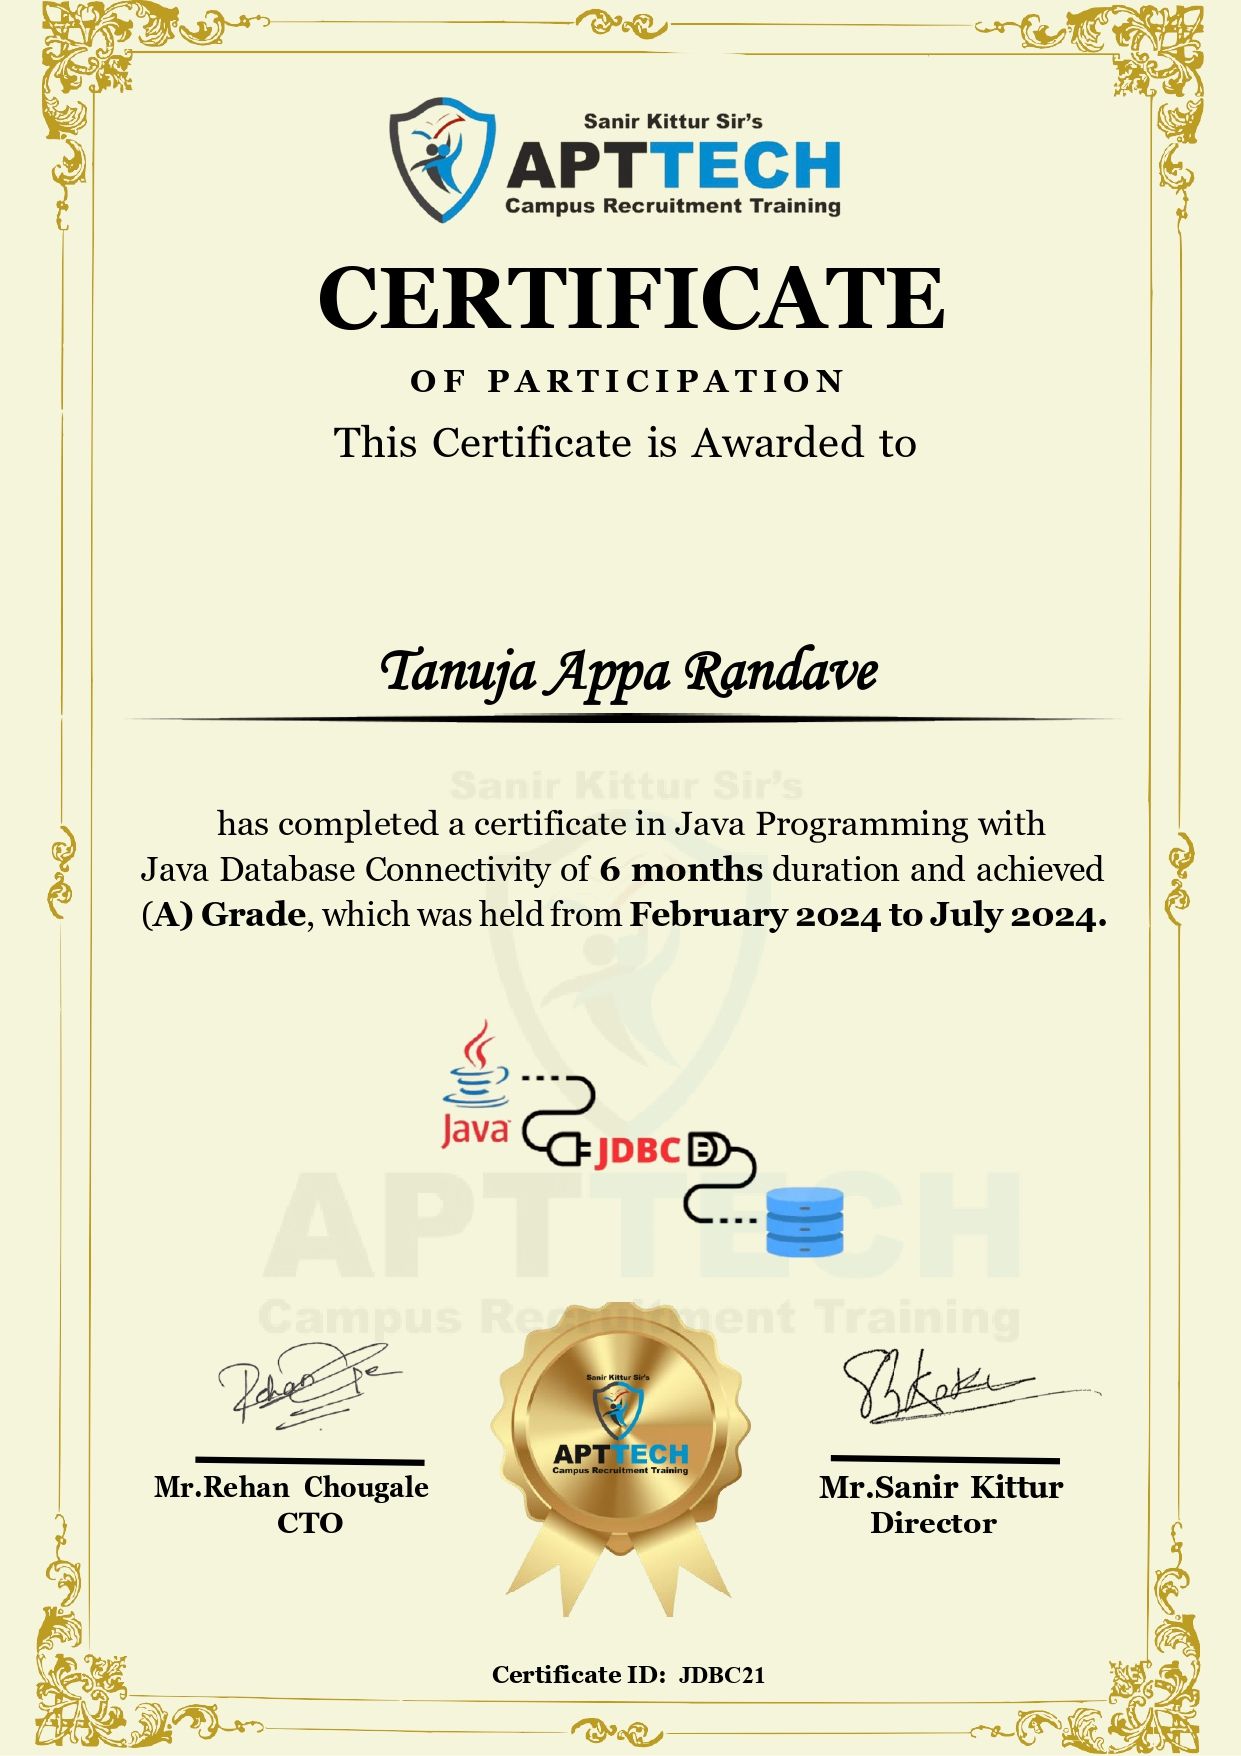 Sanir Kittur Sir's
APTTECH
Campus Recruitment Training
CERTIFICATE
OF PARTICIPATION
This Certificate is Awarded to
Tanuja Appa Randave
Sanir Kittur Sir's
has completed a certificate in Java Programming with
Java Database Connectivity of 6 months duration and achieved
(A) Grade, which was held from February 2024 to July 2024.
Java
JDBC
APTTECH
Campus Recruitment Training
Sanir Kittur Sir's
APTTECH
Campus Recruitment Training
Mr.Rehan Chougale
CTO
Mr.Sanir Kittur
Director
Certificate ID: JDBC21